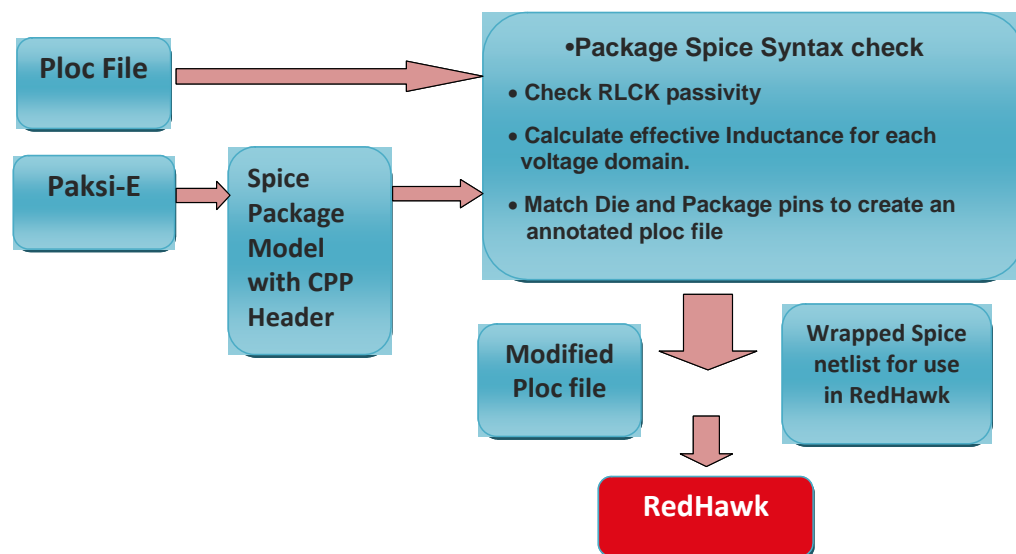 Ploc File
•Package Spice Syntax check
• Check RLCK passivity
• Calculate effective Inductance for each
voltage domain.
• Match Die and Package pins to create an
annotated ploc file
Paksi-E
Spice
Package
Model
with CPP
Header
Modified
Ploc file
Wrapped Spice
netlist for use
in RedHawk
RedHawk